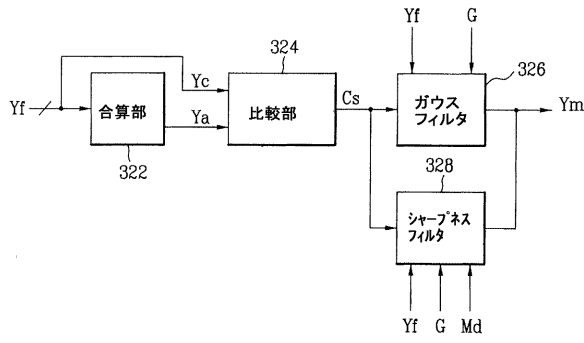 Yf
G
324
326
Yc
Yf
合算部
Ya
比較部
Cs
ガウス
フィルタ
Ym
322
328
シャープネス
フィルタ
Yf
G
Md